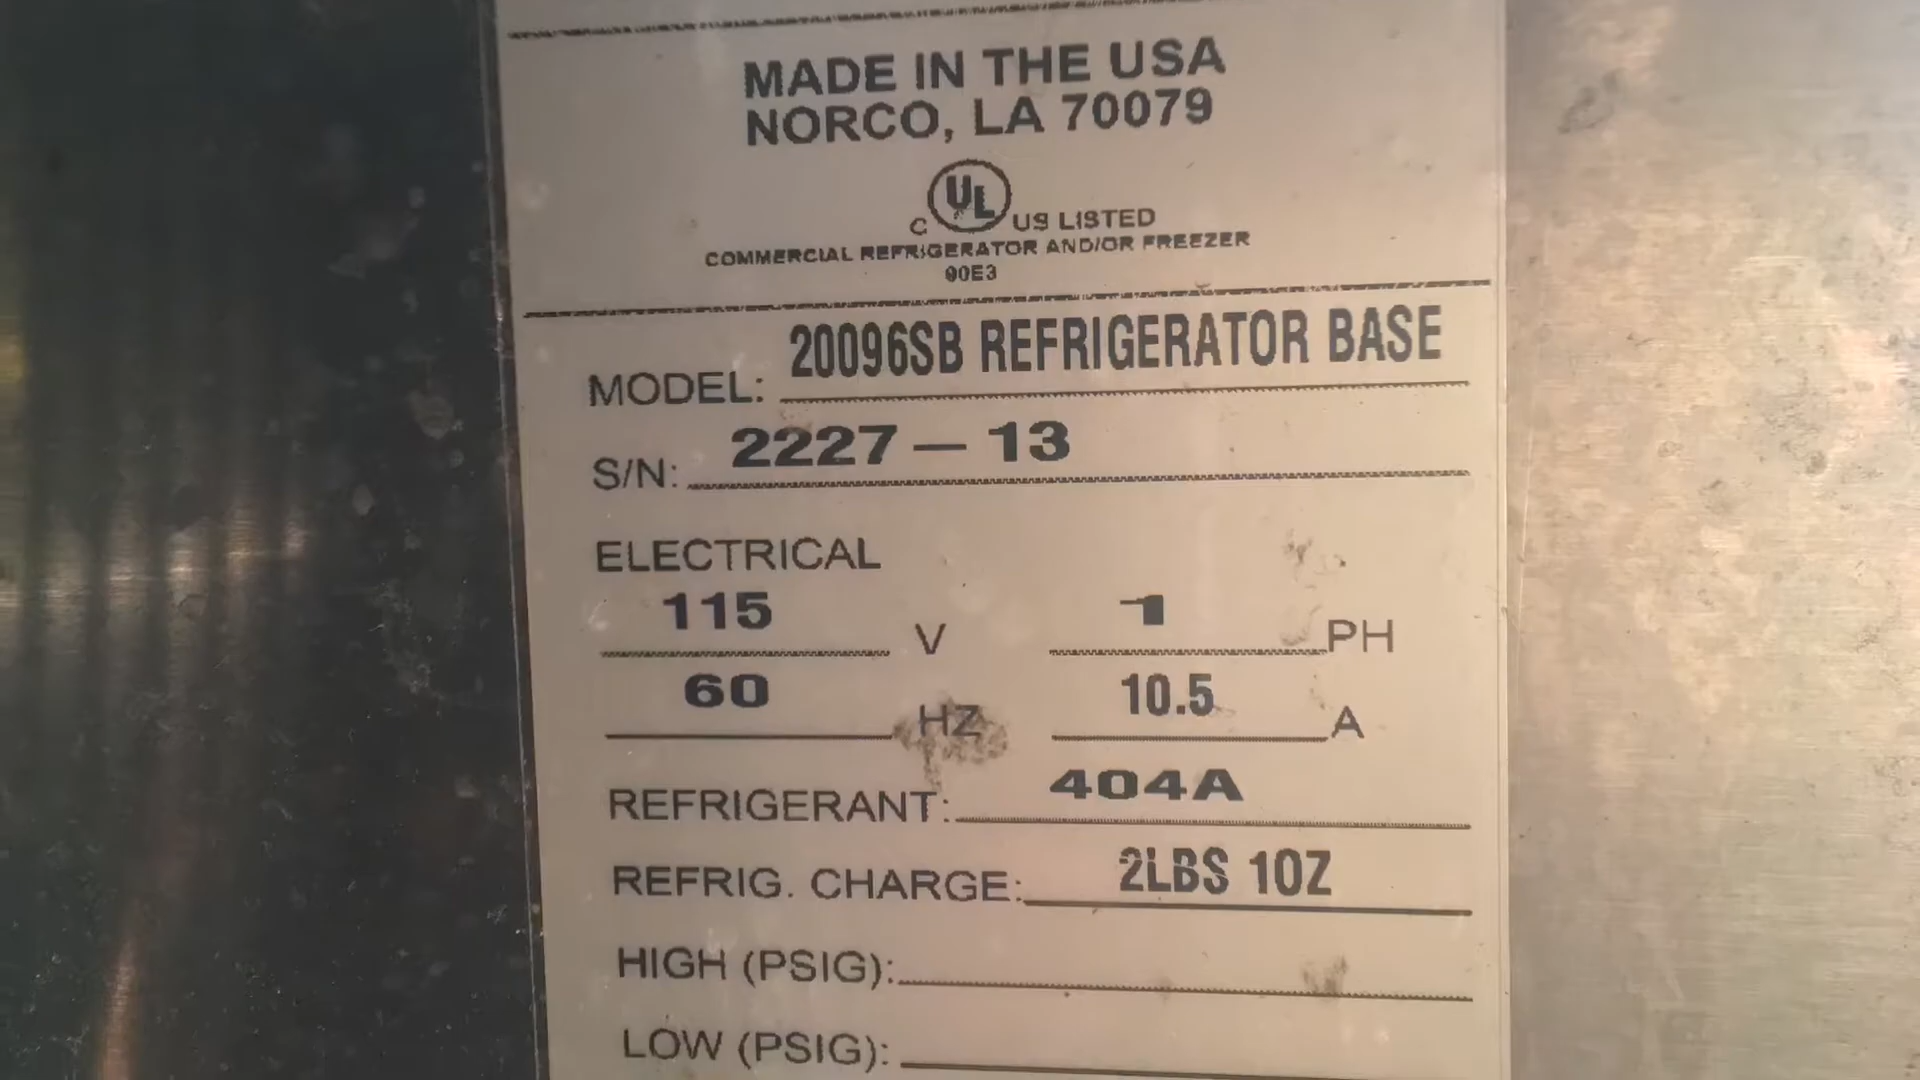 MADE IN THE USA
NORCO, LA 70079
C UL US LISTED
COMMERCIAL REFRIGERATOR AND/OR FREEZER
90E3
MODEL: 20096SB REFRIGERATOR BASE
S/N: 2227-13
ELECTRICAL
115 V 1 PH
60 HZ 10.5 A
REFRIGERANT: 404A
REFRIG. CHARGE: 2LBS 1OZ
HIGH (PSIG):
LOW (PSIG):